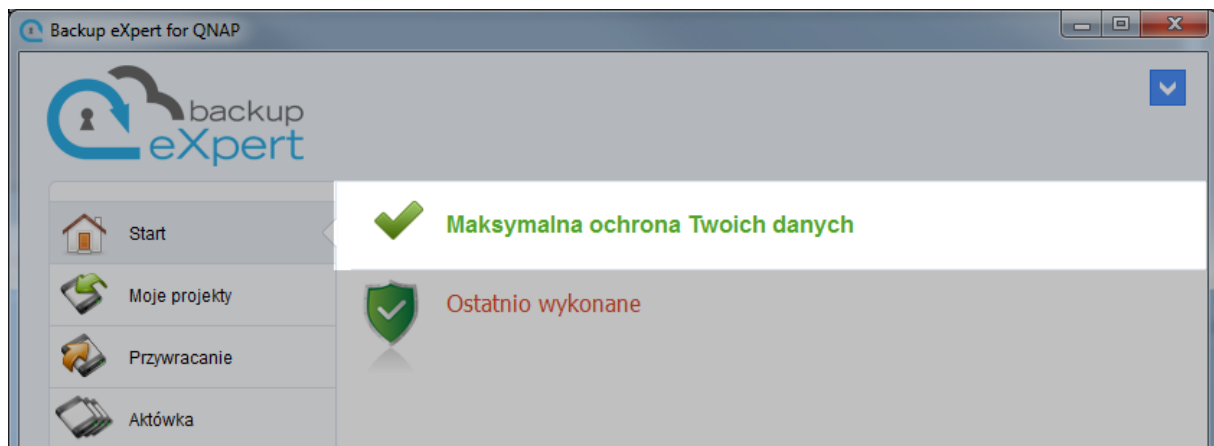 Backup eXpert for QNAP
backup
eXpert
Start
Maksymalna ochrona Twoich danych
Moje projekty
Ostatnio wykonane
Przywracanie
Aktówka